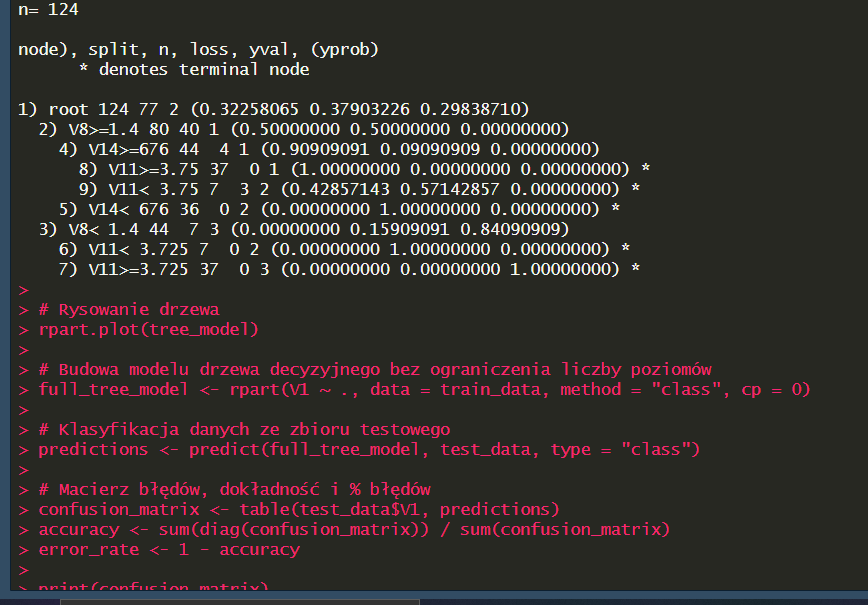 n= 124
node), split, n, loss, yval, (yprob)
* denotes terminal node
1) root 124 77 2 (0.32258065 0.37903226 0.29838710)
2) V8>=1.4 80 40 1 (0.50000000 0.50000000 0.00000000)
4) V14>=676 44 4 1 (0.90909091 0.09090909 0.00000000)
8) V11>=3.75 37 0 1 (1.00000000 0.00000000 0.00000000) *
9) V11< 3.75 7 3 2 (0.42857143 0.57142857 0.00000000) *
5) V14< 676 36 0 2 (0.00000000 1.00000000 0.00000000) *
3) V8< 1.4 44 7 3 (0.00000000 0.15909091 0.84090909)
6) V11< 3.725 7 0 2 (0.00000000 1.00000000 0.00000000) *
7) V11>=3.725 37 0 3 (0.00000000 0.00000000 1.00000000) *
>
> # Rysowanie drzewa
> rpart.plot(tree_model)
>
> # Budowa modelu drzewa decyzyjnego bez ograniczenia liczby poziomów
> full_tree_model <- rpart(V1 ~ ., data = train_data, method = "class", cp = 0)
>
> # Klasyfikacja danych ze zbioru testowego
> predictions <- predict(full_tree_model, test_data, type = "class")
>
> # Macierz błędów, dokładność i % błędów
> confusion_matrix <- table(test_data$V1, predictions)
> accuracy <- sum(diag(confusion_matrix)) / sum(confusion_matrix)
> error_rate <- 1 - accuracy
>
> print(confusion_matrix)